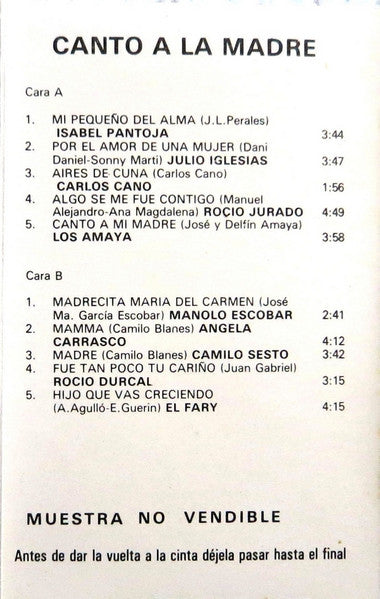 CANTO A LA MADRE
Cara A
1. MI PEQUEÑO DEL ALMA (J.L.Perales)
ISABEL PANTOJA 3:44
2. POR EL AMOR DE UNA MUJER (Dani
Daniel-Sonny Marti) JULIO IGLESIAS 3:47
3. AIRES DE CUNA (Carlos Cano)
CARLOS CANO 1:56
4. ALGO SE ME FUE CONTIGO (Manuel
Alejandro-Ana Magdalena) ROCIO JURADO 4:49
5. CANTO A MI MADRE (José y Delfín Amaya)
LOS AMAYA 3:58
Cara B
1. MADRECITA MARIA DEL CARMEN (José
Ma. García Escobar) MANOLO ESCOBAR 2:41
2. MAMMA (Camilo Blanes) ANGELA
CARRASCO 4:12
3. MADRE (Camilo Blanes) CAMILO SESTO 3:42
4. FUE TAN POCO TU CARIÑO (Juan Gabriel)
ROCIO DURCAL 3:15
5. HIJO QUE VAS CRECIENDO
(A.Agulló-E.Guerin) EL FARY 4:15
MUESTRA NO VENDIBLE
Antes de dar la vuelta a la cinta déjela pasar hasta el final